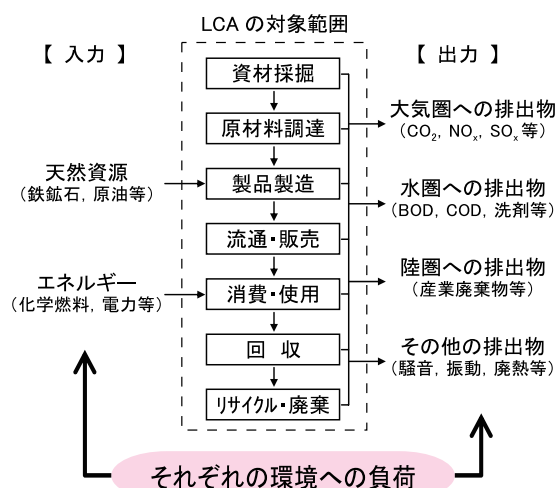 LCAの対象範囲
【 入力 】
【 出力 】
資材採掘
原材料調達
製品製造
流通・販売
消費・使用
回 収
リサイクル・廃棄
天然資源
(鉄鉱石, 原油等)
エネルギー
(化学燃料, 電力等)
大気圏への排出物
(CO₂, NOₓ, SOₓ等)
水圏への排出物
(BOD, COD, 洗剤等)
陸圏への排出物
(産業廃棄物等)
その他の排出物
(騒音, 振動, 廃熱等)
それぞれの環境への負荷